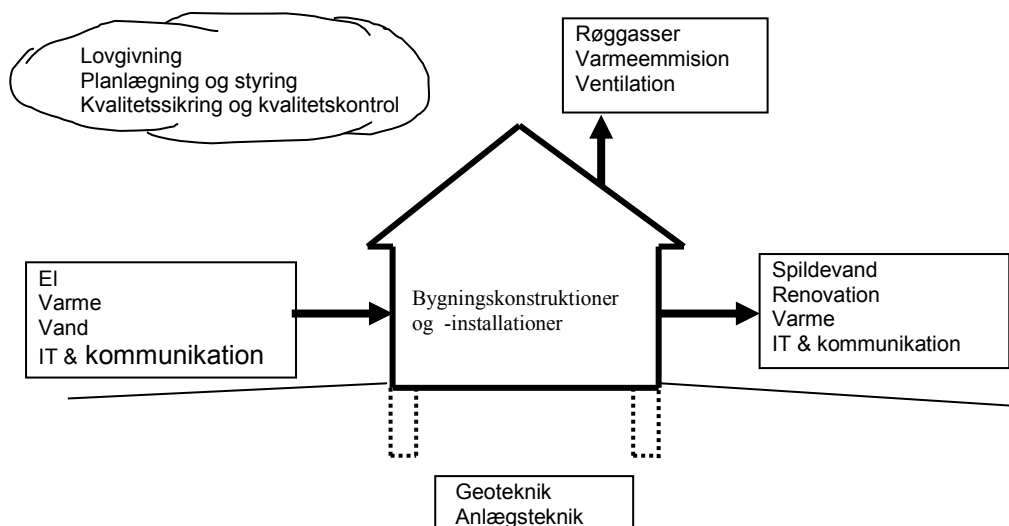 Lovgivning
Planlægning og styring
Kvalitetssikring og kvalitetskontrol
Røggasser
Varmeemmision
Ventilation
El
Varme
Vand
IT & kommunikation
Bygningskonstruktioner
og -installationer
Spildevand
Renovation
Varme
IT & kommunikation
Geoteknik
Anlægsteknik